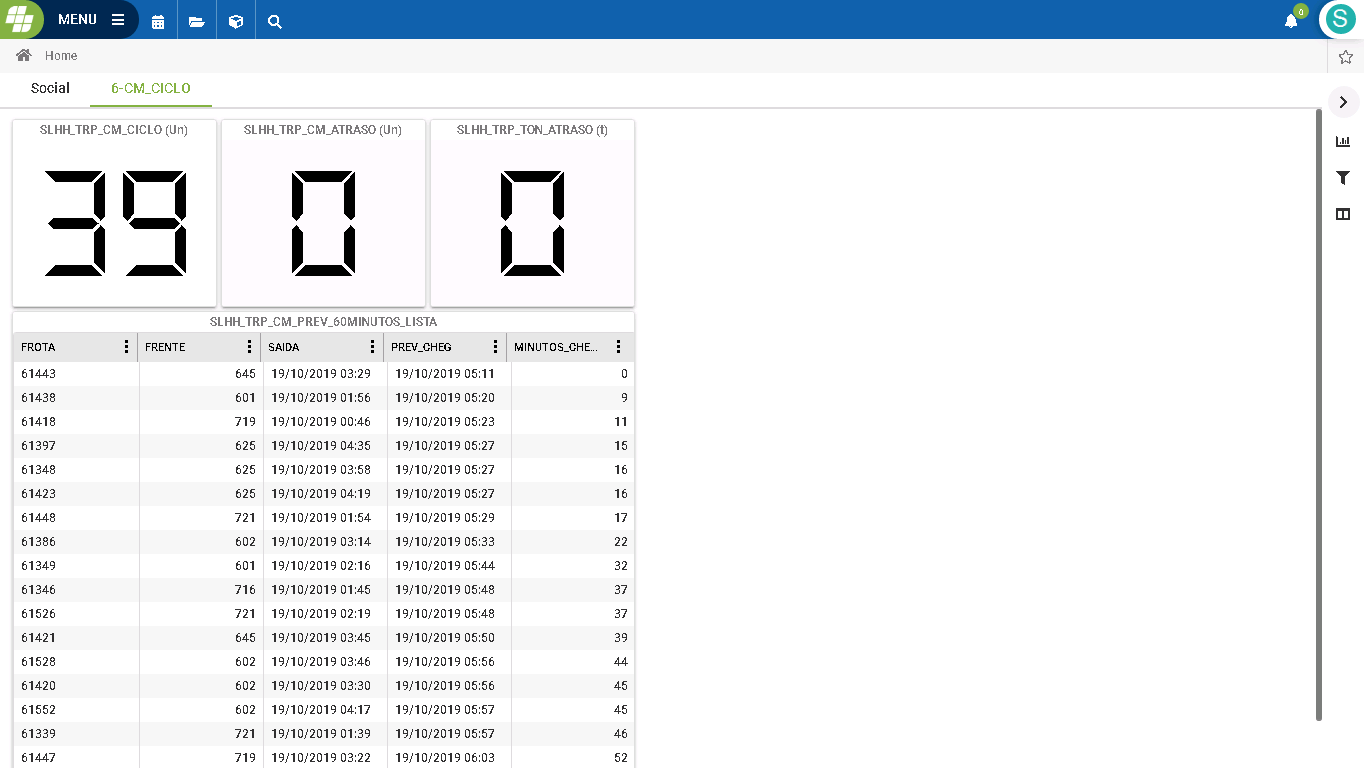 MENU
0
S
Home
Social 6-CM_CICLO
SLHH_TRP_CM_CICLO (Un) SLHH_TRP_CM_ATRASO (Un) SLHH_TRP_TON_ATRASO (t)
39 0 0
SLHH_TRP_CM_PREV_60MINUTOS_LISTA
FROTA FRENTE SAIDA PREV_CHEG MINUTOS_CHE...
61443 645 19/10/2019 03:29 19/10/2019 05:11 0
61438 601 19/10/2019 01:56 19/10/2019 05:20 9
61418 719 19/10/2019 00:46 19/10/2019 05:23 11
61397 625 19/10/2019 04:35 19/10/2019 05:27 15
61348 625 19/10/2019 03:58 19/10/2019 05:27 16
61423 625 19/10/2019 04:19 19/10/2019 05:27 16
61448 721 19/10/2019 01:54 19/10/2019 05:29 17
61386 602 19/10/2019 03:14 19/10/2019 05:33 22
61349 601 19/10/2019 02:16 19/10/2019 05:44 32
61346 716 19/10/2019 01:45 19/10/2019 05:48 37
61526 721 19/10/2019 02:19 19/10/2019 05:48 37
61421 645 19/10/2019 03:45 19/10/2019 05:50 39
61528 602 19/10/2019 03:46 19/10/2019 05:56 44
61420 602 19/10/2019 03:30 19/10/2019 05:56 45
61552 602 19/10/2019 04:17 19/10/2019 05:57 45
61339 721 19/10/2019 01:39 19/10/2019 05:57 46
61447 719 19/10/2019 03:22 19/10/2019 06:03 52